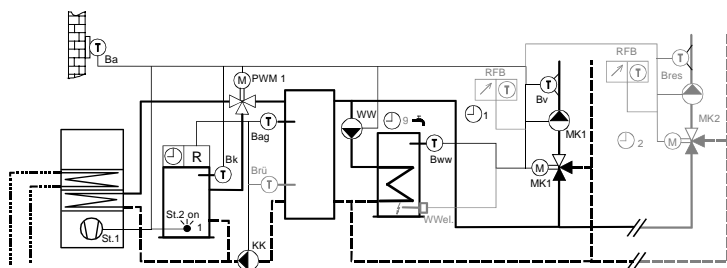 T
Ba
M
PWM 1
RFB
T
RFB
T
T
Bres
T
Bv
T
Bag
WW
9
1
MK1
MK2
R
Bk
T
T
Bww
2
M
Brü
T
M
MK1
St.2 on
1
WWel.
St.1
KK